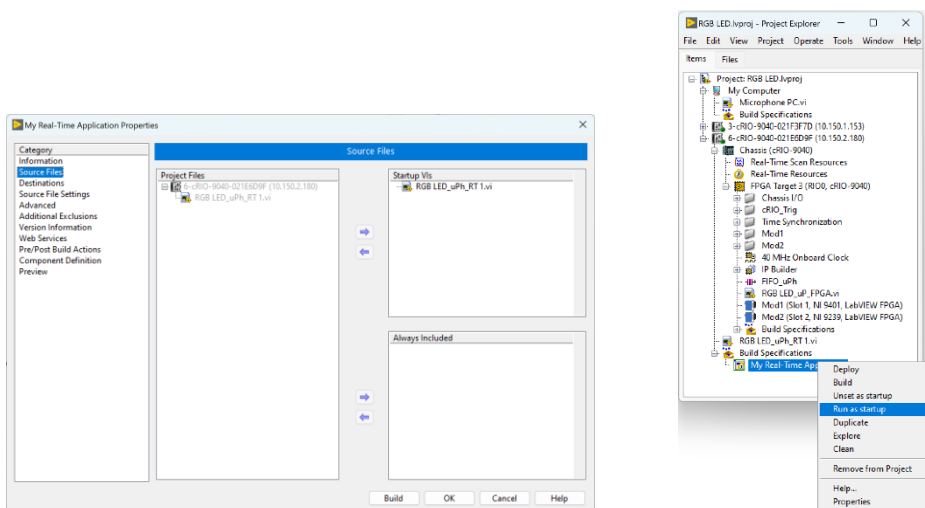 My Real-Time Application Properties
Category
Information
Source Files
Destinations
Source File Settings
Advanced
Additional Exclusions
Version Information
Web Services
Pre/Post Build Actions
Component Definition
Preview
Source Files
Project Files
6-cRIO-9040-021E6D9F (10.150.2.180)
RGB LED_uPh_RT 1.vi
Startup VIs
RGB LED_uPh_RT 1.vi
Always Included
Build
OK
Cancel
Help
RGB LED.lvproj - Project Explorer
File Edit View Project Operate Tools Window Help
Items Files
Project: RGB LED.lvproj
My Computer
Microphone PC.vi
Build Specifications
3-cRIO-9040-021F3F7D (10.150.1.153)
6-cRIO-9040-021E6D9F (10.150.2.180)
Chassis (cRIO-9040)
Real-Time Scan Resources
Real-Time Resources
FPGA Target 3 (RIO0, cRIO-9040)
Chassis I/O
cRIO_Trig
Time Synchronization
Mod1
Mod2
40 MHz Onboard Clock
IP Builder
FIFO_uPh
RGB LED_uP_FPGA.vi
Mod1 (Slot 1, NI 9401, LabVIEW FPGA)
Mod2 (Slot 2, NI 9239, LabVIEW FPGA)
Build Specifications
RGB LED_uPh_RT 1.vi
Build Specifications
My Real-Time App
Deploy
Build
Unset as startup
Run as startup
Duplicate
Explore
Clean
Remove from Project
Help...
Properties